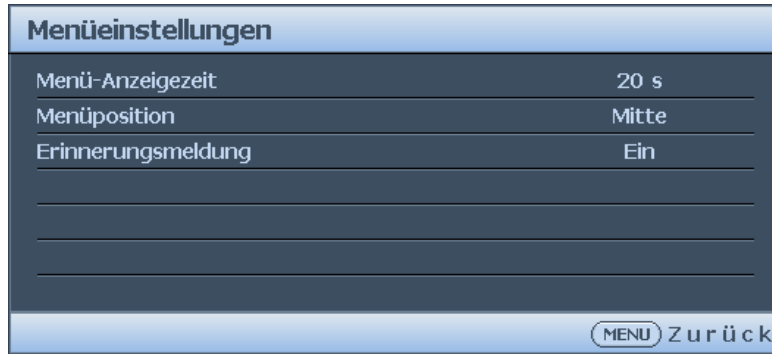 Menüeinstellungen
Menü-Anzeigezeit 20 s
Menüposition Mitte
Erinnerungsmeldung Ein
MENU Zurück